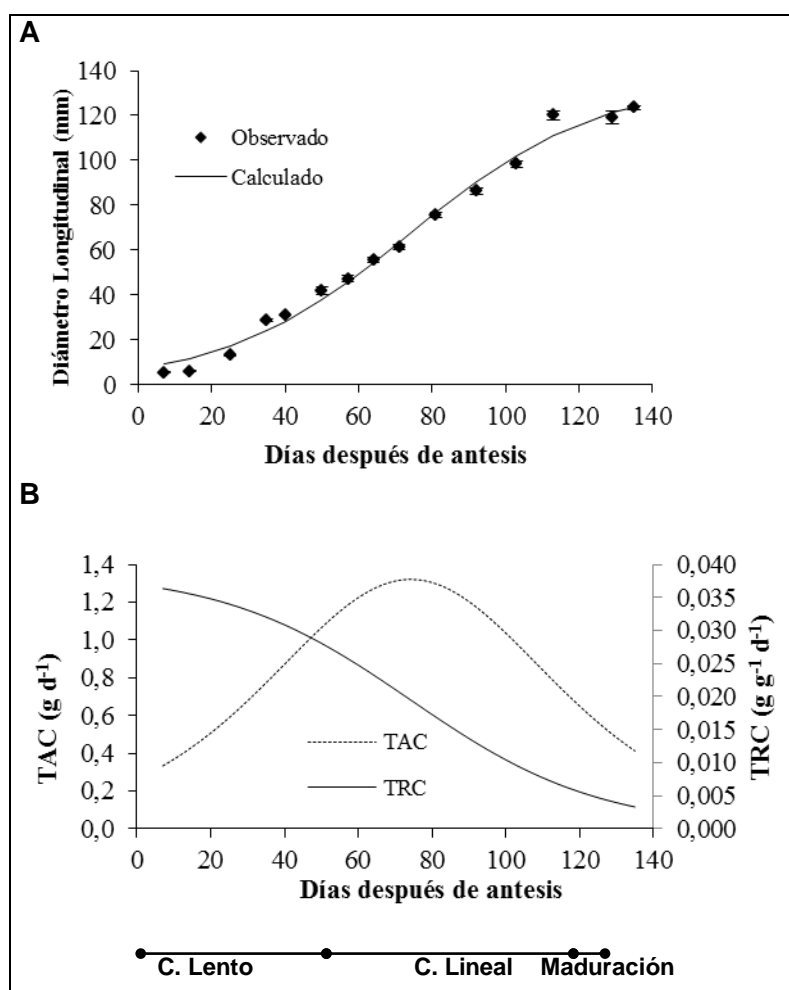 A
140
120
100
80
60
40
20
0
Diámetro Longitudinal (mm)
Observado
Calculado
0 20 40 60 80 100 120 140
Días después de antesis
B
1,4
1,2
1,0
0,8
0,6
0,4
0,2
0,0
TAC (g d-1)
TAC
TRC
0,040
0,035
0,030
0,025
0,020
0,015
0,010
0,005
0,000
TRC (g g-1 d-1)
0 20 40 60 80 100 120 140
Días después de antesis
C. Lento C. Lineal Maduración